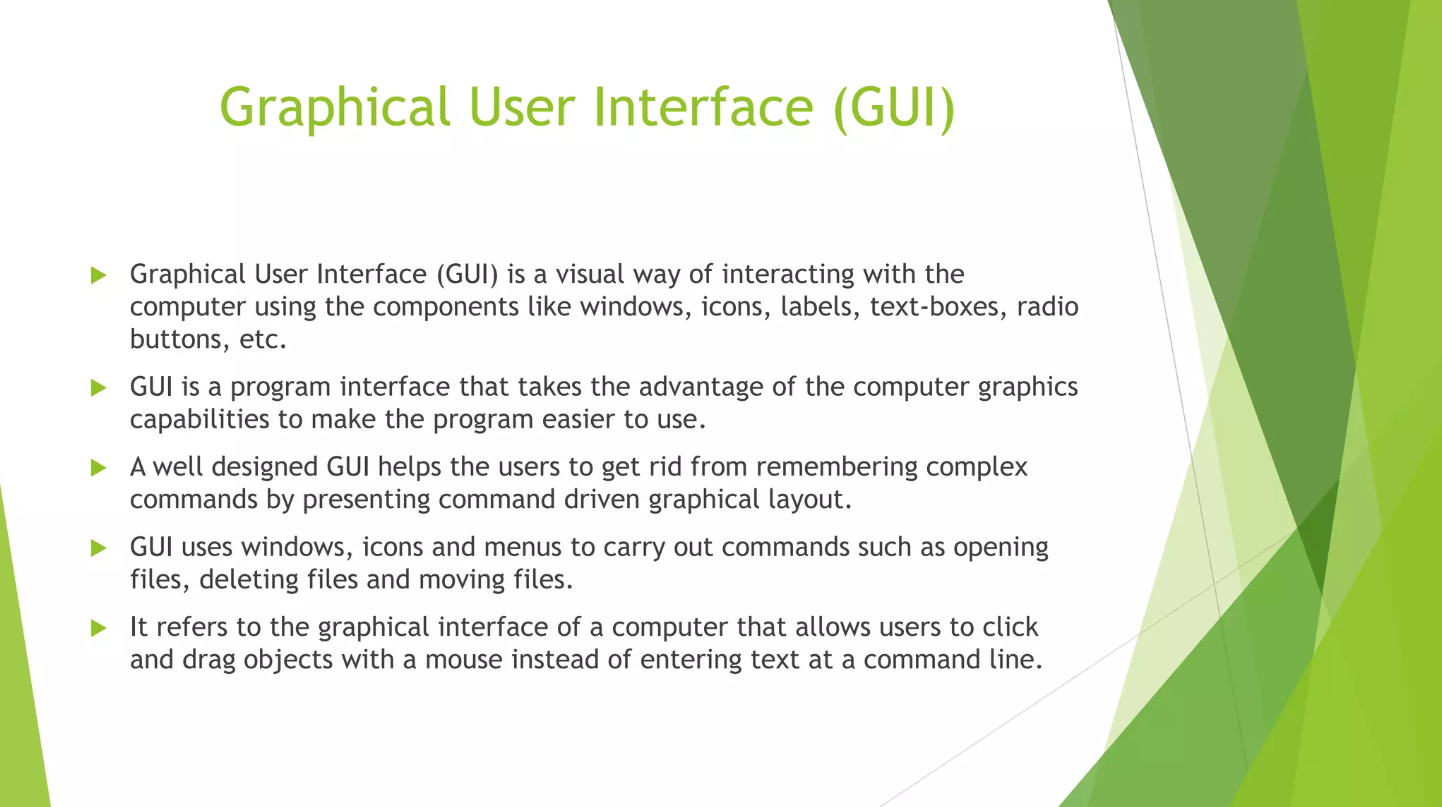 Graphical User Interface (GUI)
Graphical User Interface (GUI) is a visual way of interacting with the
computer using the components like windows, icons, labels, text-boxes, radio
buttons, etc.
GUI is a program interface that takes the advantage of the computer graphics
capabilities to make the program easier to use.
A well designed GUI helps the users to get rid from remembering complex
commands by presenting command driven graphical layout.
GUI uses windows, icons and menus to carry out commands such as opening
files, deleting files and moving files.
It refers to the graphical interface of a computer that allows users to click
and drag objects with a mouse instead of entering text at a command line.